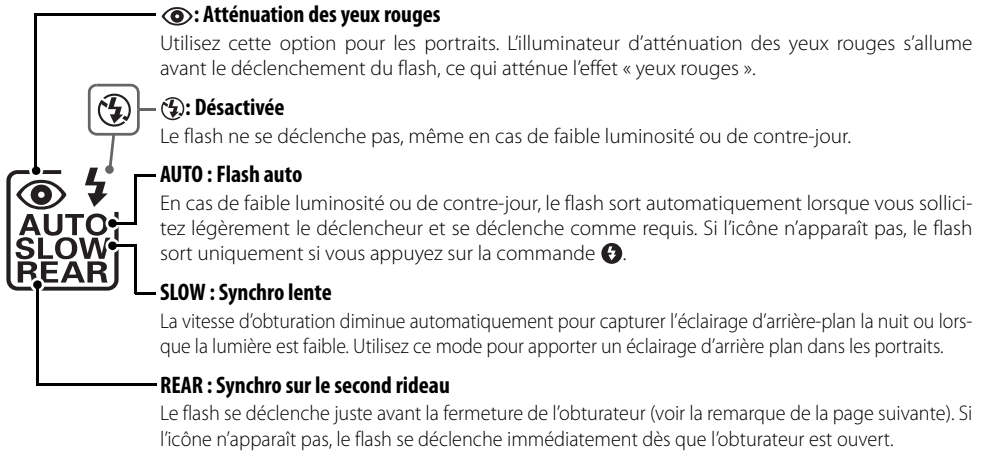 : Atténuation des yeux rouges
Utilisez cette option pour les portraits. L’illuminateur d’atténuation des yeux rouges s’allume
avant le déclenchement du flash, ce qui atténue l’effet « yeux rouges ».
: Désactivée
Le flash ne se déclenche pas, même en cas de faible luminosité ou de contre-jour.
AUTO
SLOW
REAR
AUTO : Flash auto
En cas de faible luminosité ou de contre-jour, le flash sort automatiquement lorsque vous sollici-
tez légèrement le déclencheur et se déclenche comme requis. Si l’icône n’apparaît pas, le flash
sort uniquement si vous appuyez sur la commande .
SLOW : Synchro lente
La vitesse d’obturation diminue automatiquement pour capturer l’éclairage d’arrière-plan la nuit ou lors-
que la lumière est faible. Utilisez ce mode pour apporter un éclairage d’arrière plan dans les portraits.
REAR : Synchro sur le second rideau
Le flash se déclenche juste avant la fermeture de l’obturateur (voir la remarque de la page suivante). Si
l’icône n’apparaît pas, le flash se déclenche immédiatement dès que l’obturateur est ouvert.